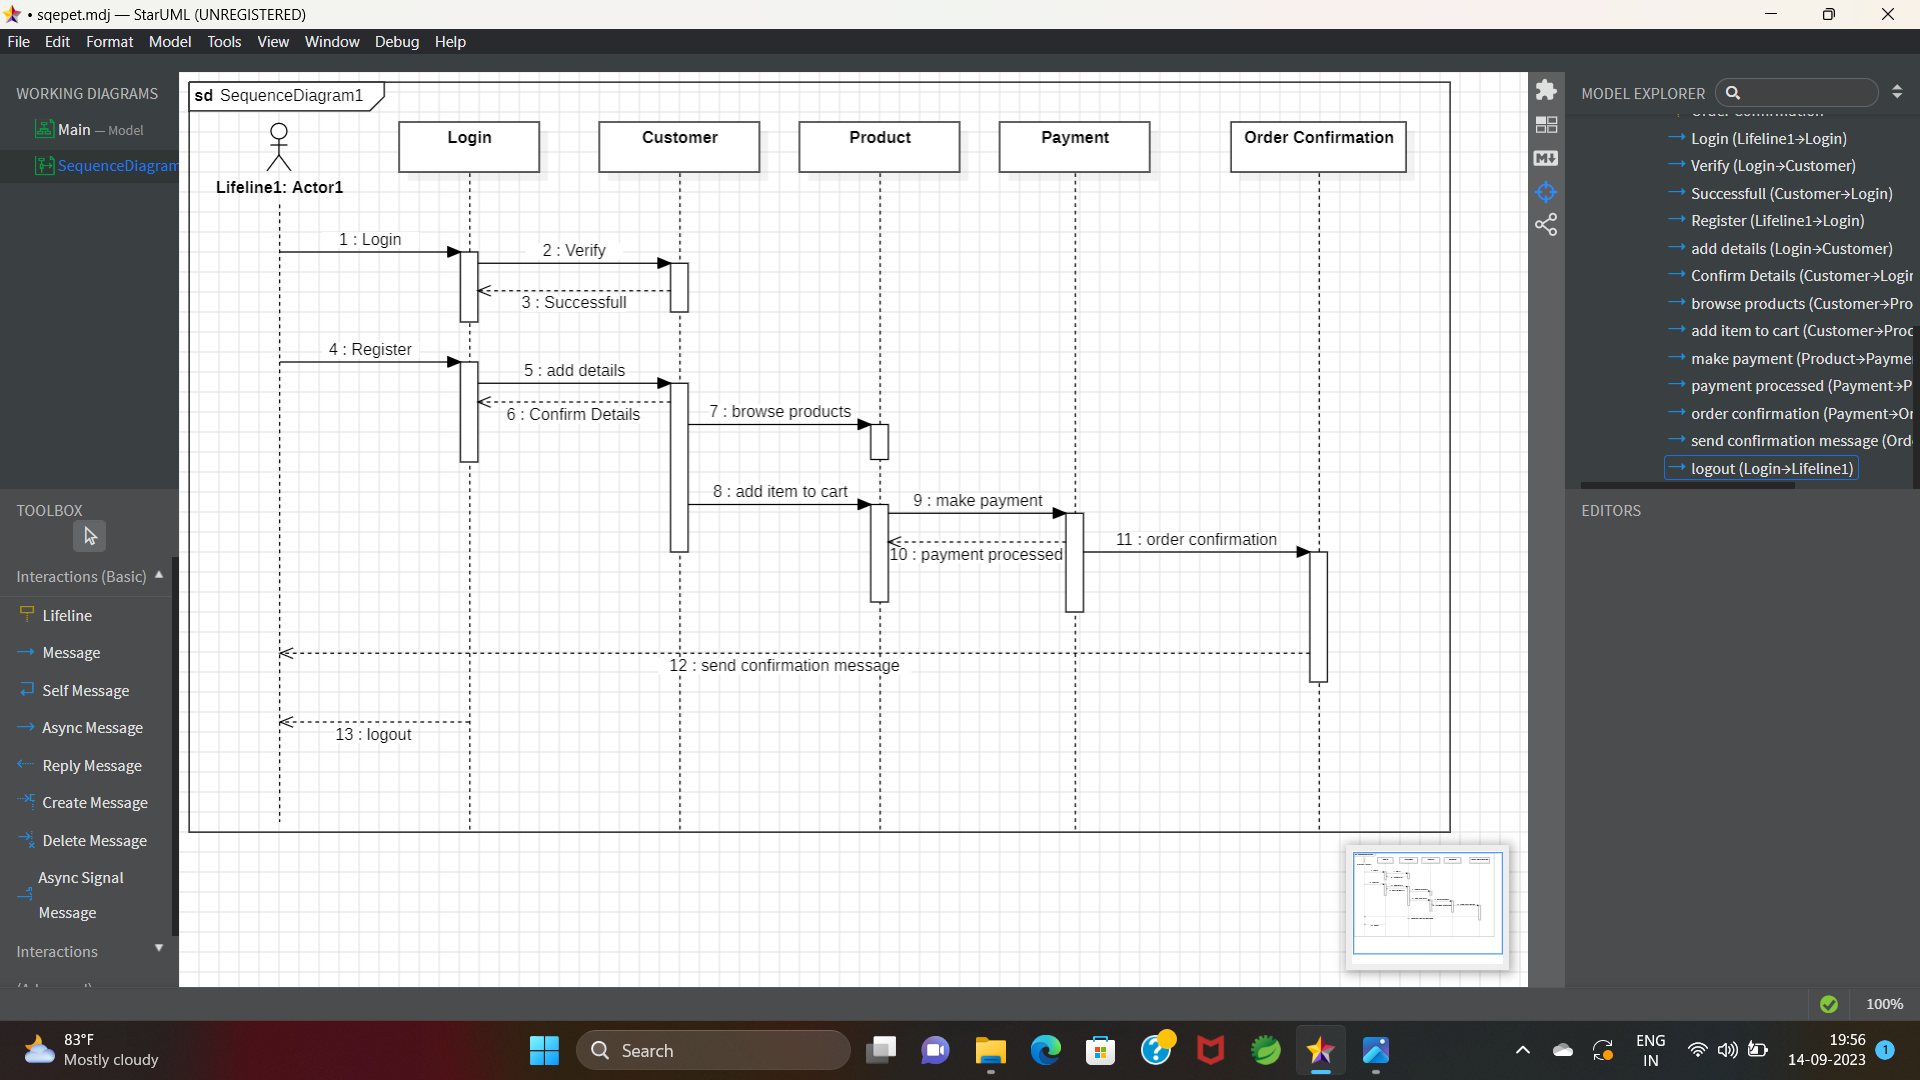 • sqepet.mdj — StarUML (UNREGISTERED)
File Edit Format Model Tools View Window Debug Help
WORKING DIAGRAMS
Main — Model
SequenceDiagram
TOOLBOX
Interactions (Basic)
Lifeline
Message
Self Message
Async Message
Reply Message
Create Message
Delete Message
Async Signal
Message
Interactions
sd SequenceDiagram1
Lifeline1: Actor1
Login
Customer
Product
Payment
Order Confirmation
1 : Login
2 : Verify
3 : Successfull
4 : Register
5 : add details
6 : Confirm Details
7 : browse products
8 : add item to cart
9 : make payment
10 : payment processed
11 : order confirmation
12 : send confirmation message
13 : logout
MODEL EXPLORER
Order Confirmation
Login (Lifeline1→Login)
Verify (Login→Customer)
Successfull (Customer→Login)
Register (Lifeline1→Login)
add details (Login→Customer)
Confirm Details (Customer→Logir
browse products (Customer→Pro
add item to cart (Customer→Proc
make payment (Product→Payme
payment processed (Payment→P
order confirmation (Payment→Or
send confirmation message (Ord
logout (Login→Lifeline1)
EDITORS
100%
83°F
Mostly cloudy
Search
ENG
IN
19:56
14-09-2023
1